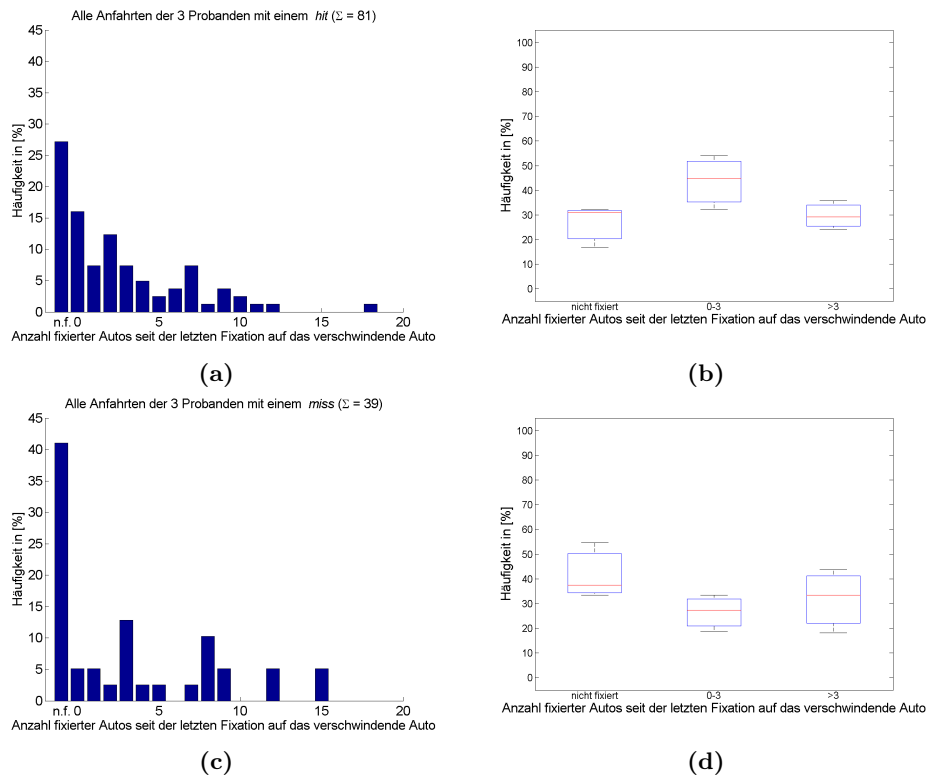 Alle Anfahrten der 3 Probanden mit einem hit (Σ = 81)
Häufigkeit in [%]
45
40
35
30
25
20
15
10
5
0
n.f. 0 5 10 15 20
Anzahl fixierter Autos seit der letzten Fixation auf das verschwindende Auto
(a)
Häufigkeit in [%]
100
90
80
70
60
50
40
30
20
10
0
nicht fixiert 0-3 >3
Anzahl fixierter Autos seit der letzten Fixation auf das verschwindende Auto
(b)
Alle Anfahrten der 3 Probanden mit einem miss (Σ = 39)
Häufigkeit in [%]
45
40
35
30
25
20
15
10
5
0
n.f. 0 5 10 15 20
Anzahl fixierter Autos seit der letzten Fixation auf das verschwindende Auto
(c)
Häufigkeit in [%]
100
90
80
70
60
50
40
30
20
10
0
nicht fixiert 0-3 >3
Anzahl fixierter Autos seit der letzten Fixation auf das verschwindende Auto
(d)